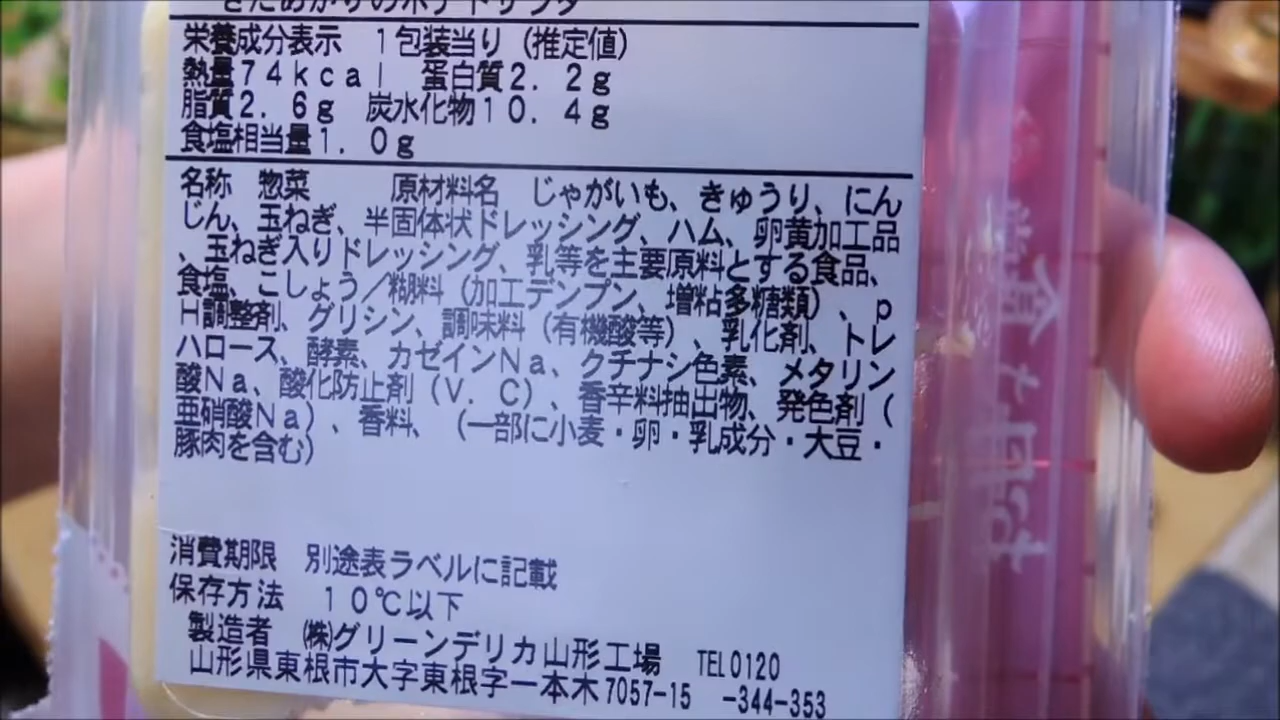 きたあかりのポテトサラダ
栄養成分表示 1包装当り (推定値)
熱量74kcal 蛋白質2.2g
脂質2.6g 炭水化物10.4g
食塩相当量1.0g
名称 惣菜 原材料名 じゃがいも、きゅうり、にん
じん、玉ねぎ、半固体状ドレッシング、ハム、卵黄加工品
、玉ねぎ入りドレッシング、乳等を主要原料とする食品、
食塩、こしょう/糊料(加工デンプン、増粘多糖類)、p
H調整剤、グリシン、調味料(有機酸等)、乳化剤、トレ
ハロース、酵素、カゼインNa、クチナシ色素、メタリン
酸Na、酸化防止剤(V.C)、香辛料抽出物、発色剤(
亜硝酸Na)、香料、(一部に小麦・卵・乳成分・大豆・
豚肉を含む)
消費期限 別途表ラベルに記載
保存方法 10℃以下
製造者 ㈱グリーンデリカ山形工場 TEL0120
山形県東根市大字東根字一本木7057-15 -344-353